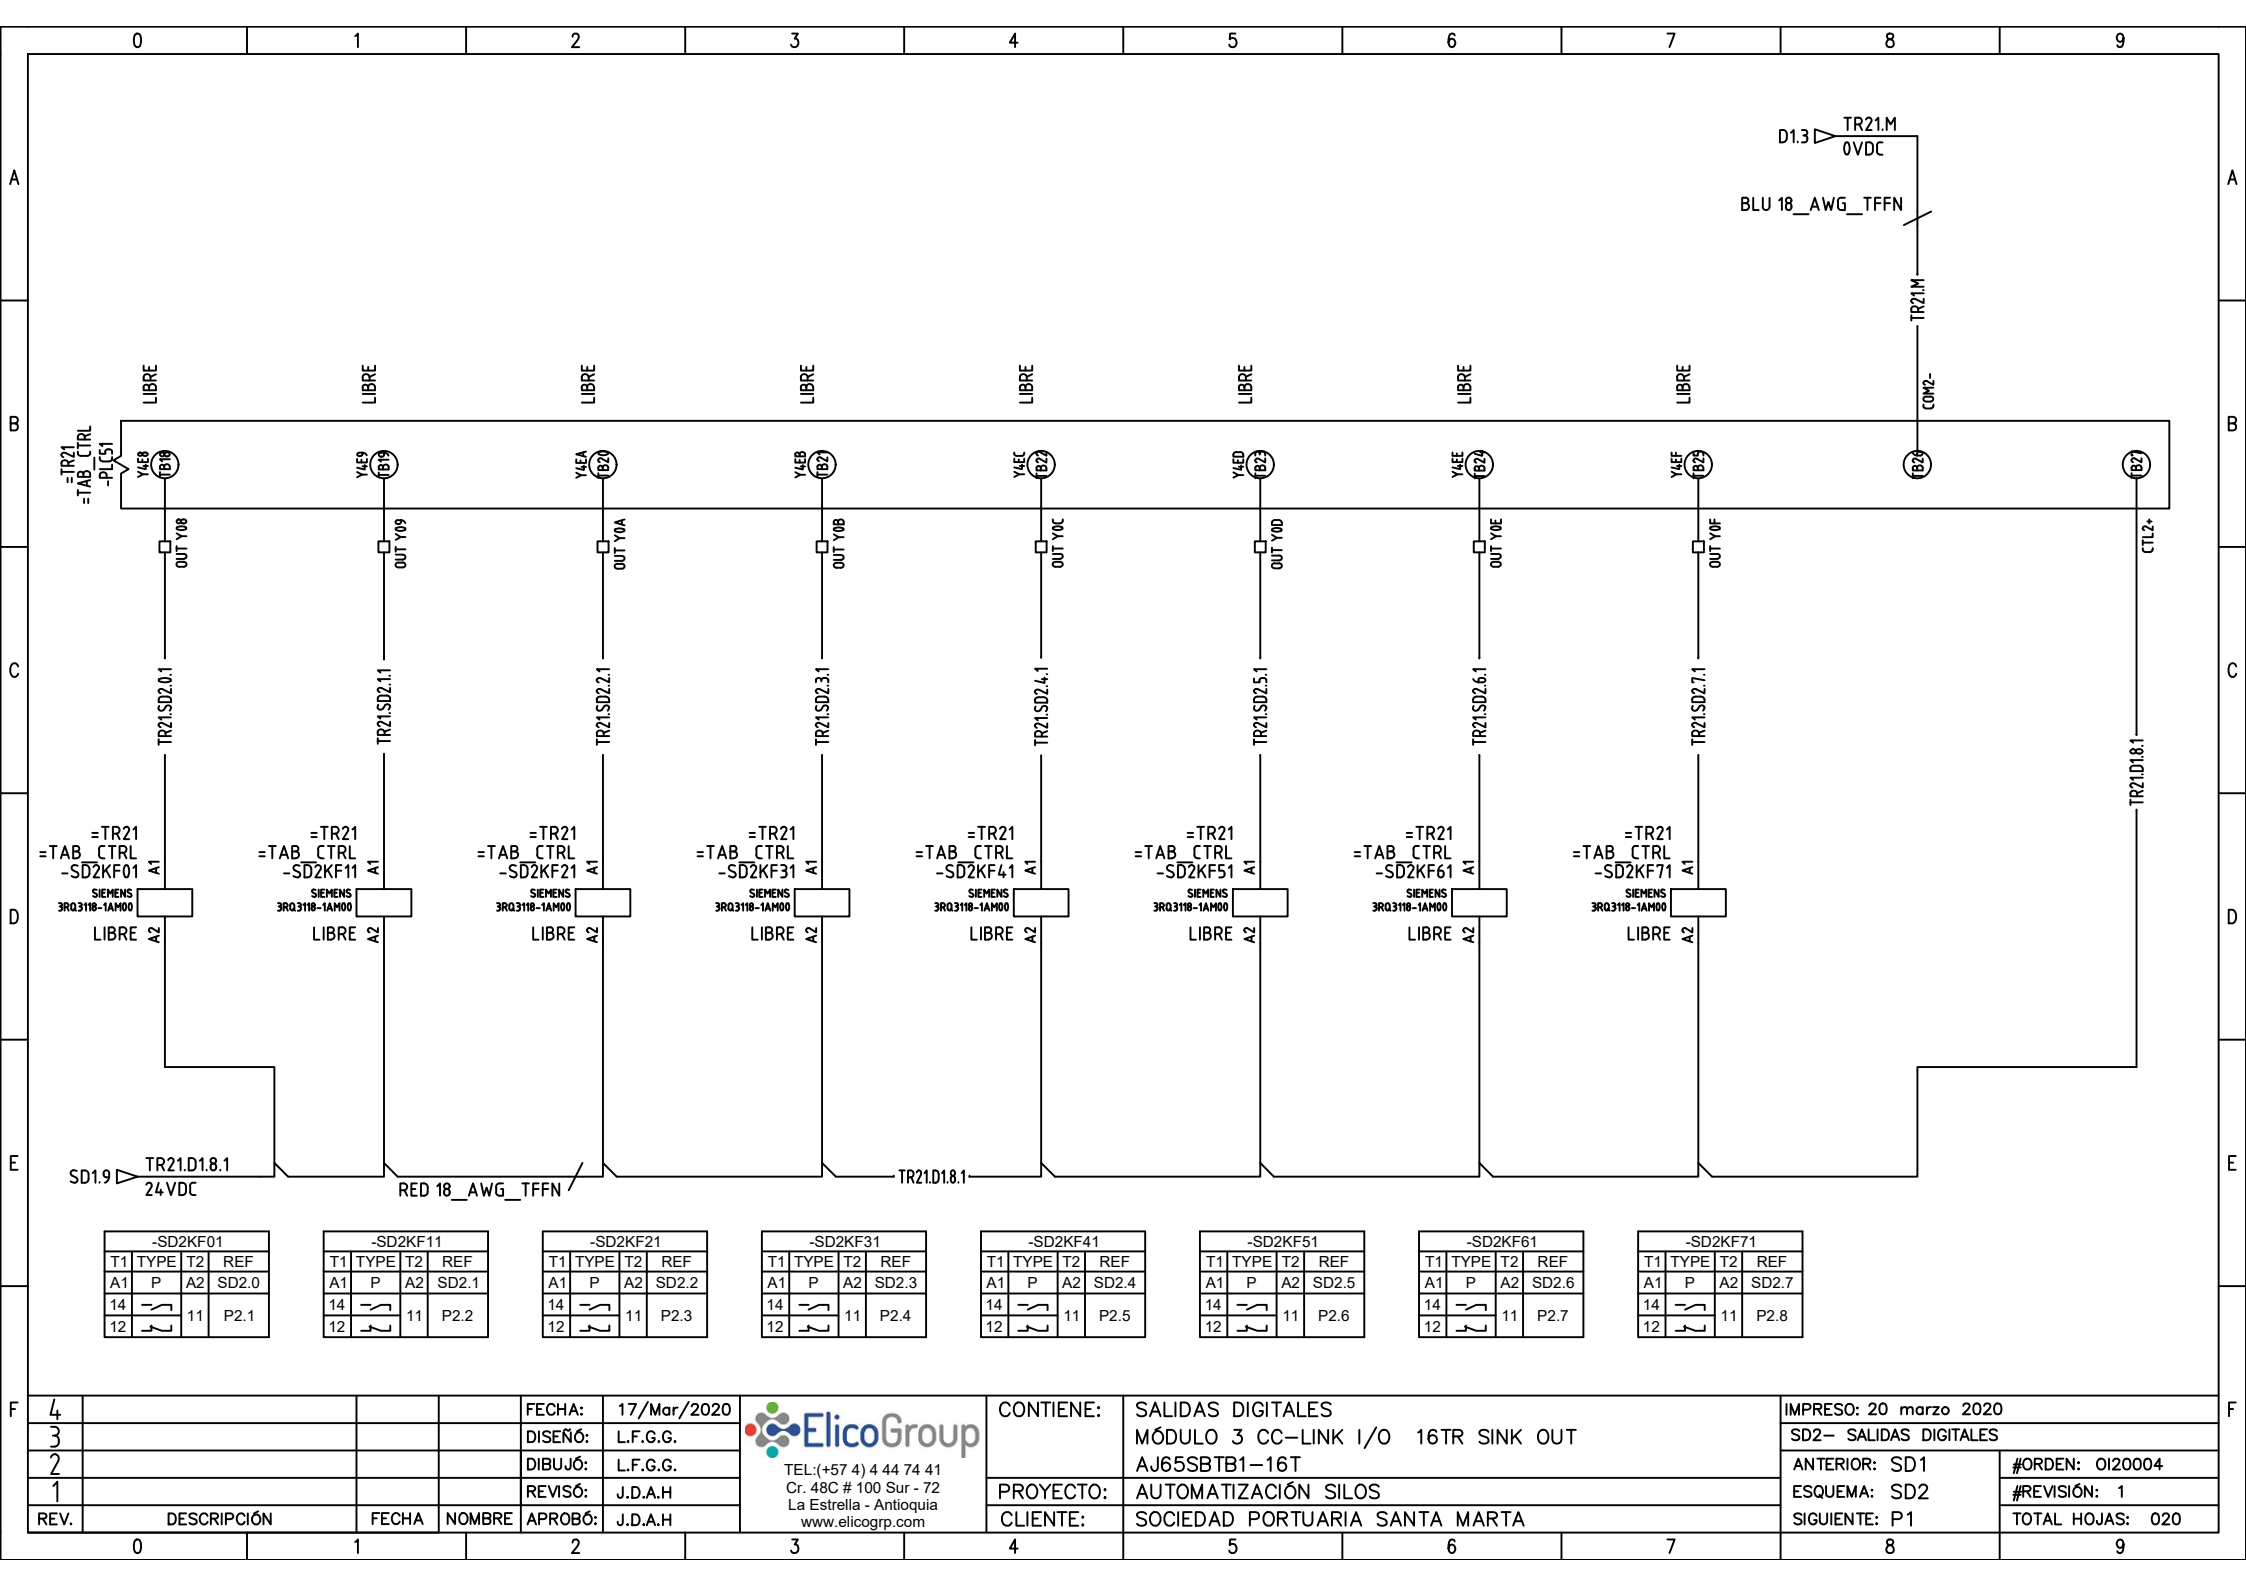 0 1 2 3 4 5 6 7 8 9
D1.3 TR21.M
0VDC
A A
BLU 18__AWG__TFFN
TR21.M
LIBRE LIBRE LIBRE LIBRE LIBRE LIBRE LIBRE LIBRE COM2-
B B
=TR21
=TAB__CTRL
-PLC51
Y4E8 TB18 Y4E9 TB19 Y4EA TB20 Y4EB TB21 Y4EC TB22 Y4ED TB23 Y4EE TB24 Y4EF TB25 TB26 TB27
OUT Y08 OUT Y09 OUT Y0A OUT Y0B OUT Y0C OUT Y0D OUT Y0E OUT Y0F CTL2+
C C
TR21.SD2.0.1 TR21.SD2.1.1 TR21.SD2.2.1 TR21.SD2.3.1 TR21.SD2.4.1 TR21.SD2.5.1 TR21.SD2.6.1 TR21.SD2.7.1 TR21.D1.8.1
=TR21 =TR21 =TR21 =TR21 =TR21 =TR21 =TR21 =TR21
=TAB__CTRL =TAB__CTRL =TAB__CTRL =TAB__CTRL =TAB__CTRL =TAB__CTRL =TAB__CTRL =TAB__CTRL
-SD2KF01 A1 -SD2KF11 A1 -SD2KF21 A1 -SD2KF31 A1 -SD2KF41 A1 -SD2KF51 A1 -SD2KF61 A1 -SD2KF71 A1
SIEMENS SIEMENS SIEMENS SIEMENS SIEMENS SIEMENS SIEMENS SIEMENS
3RQ3118-1AM00 3RQ3118-1AM00 3RQ3118-1AM00 3RQ3118-1AM00 3RQ3118-1AM00 3RQ3118-1AM00 3RQ3118-1AM00 3RQ3118-1AM00
D D
LIBRE A2 LIBRE A2 LIBRE A2 LIBRE A2 LIBRE A2 LIBRE A2 LIBRE A2 LIBRE A2
E E
SD1.9 TR21.D1.8.1
24VDC
RED 18__AWG__TFFN
TR21.D1.8.1
-SD2KF01 -SD2KF11 -SD2KF21 -SD2KF31 -SD2KF41 -SD2KF51 -SD2KF61 -SD2KF71
T1 TYPE T2 REF T1 TYPE T2 REF T1 TYPE T2 REF T1 TYPE T2 REF T1 TYPE T2 REF T1 TYPE T2 REF T1 TYPE T2 REF T1 TYPE T2 REF
A1 P A2 SD2.0 A1 P A2 SD2.1 A1 P A2 SD2.2 A1 P A2 SD2.3 A1 P A2 SD2.4 A1 P A2 SD2.5 A1 P A2 SD2.6 A1 P A2 SD2.7
14 14 14 14 14 14 14 14
11 P2.1 11 P2.2 11 P2.3 11 P2.4 11 P2.5 11 P2.6 11 P2.7 11 P2.8
12 12 12 12 12 12 12 12
F F
4
3
2
1
REV. DESCRIPCIÓN FECHA NOMBRE
FECHA: 17/Mar/2020
DISEÑÓ: L.F.G.G.
DIBUJÓ: L.F.G.G.
REVISÓ: J.D.A.H
APROBÓ: J.D.A.H
ElicoGroup
TEL:(+57 4) 4 44 74 41
Cr. 48C # 100 Sur - 72
La Estrella - Antioquia
www.elicogrp.com
CONTIENE: SALIDAS DIGITALES
MÓDULO 3 CC-LINK I/O 16TR SINK OUT
AJ65SBTB1-16T
PROYECTO: AUTOMATIZACIÓN SILOS
CLIENTE: SOCIEDAD PORTUARIA SANTA MARTA
IMPRESO: 20 marzo 2020
SD2- SALIDAS DIGITALES
ANTERIOR: SD1 #ORDEN: OI20004
ESQUEMA: SD2 #REVISIÓN: 1
SIGUIENTE: P1 TOTAL HOJAS: 020
0 1 2 3 4 5 6 7 8 9